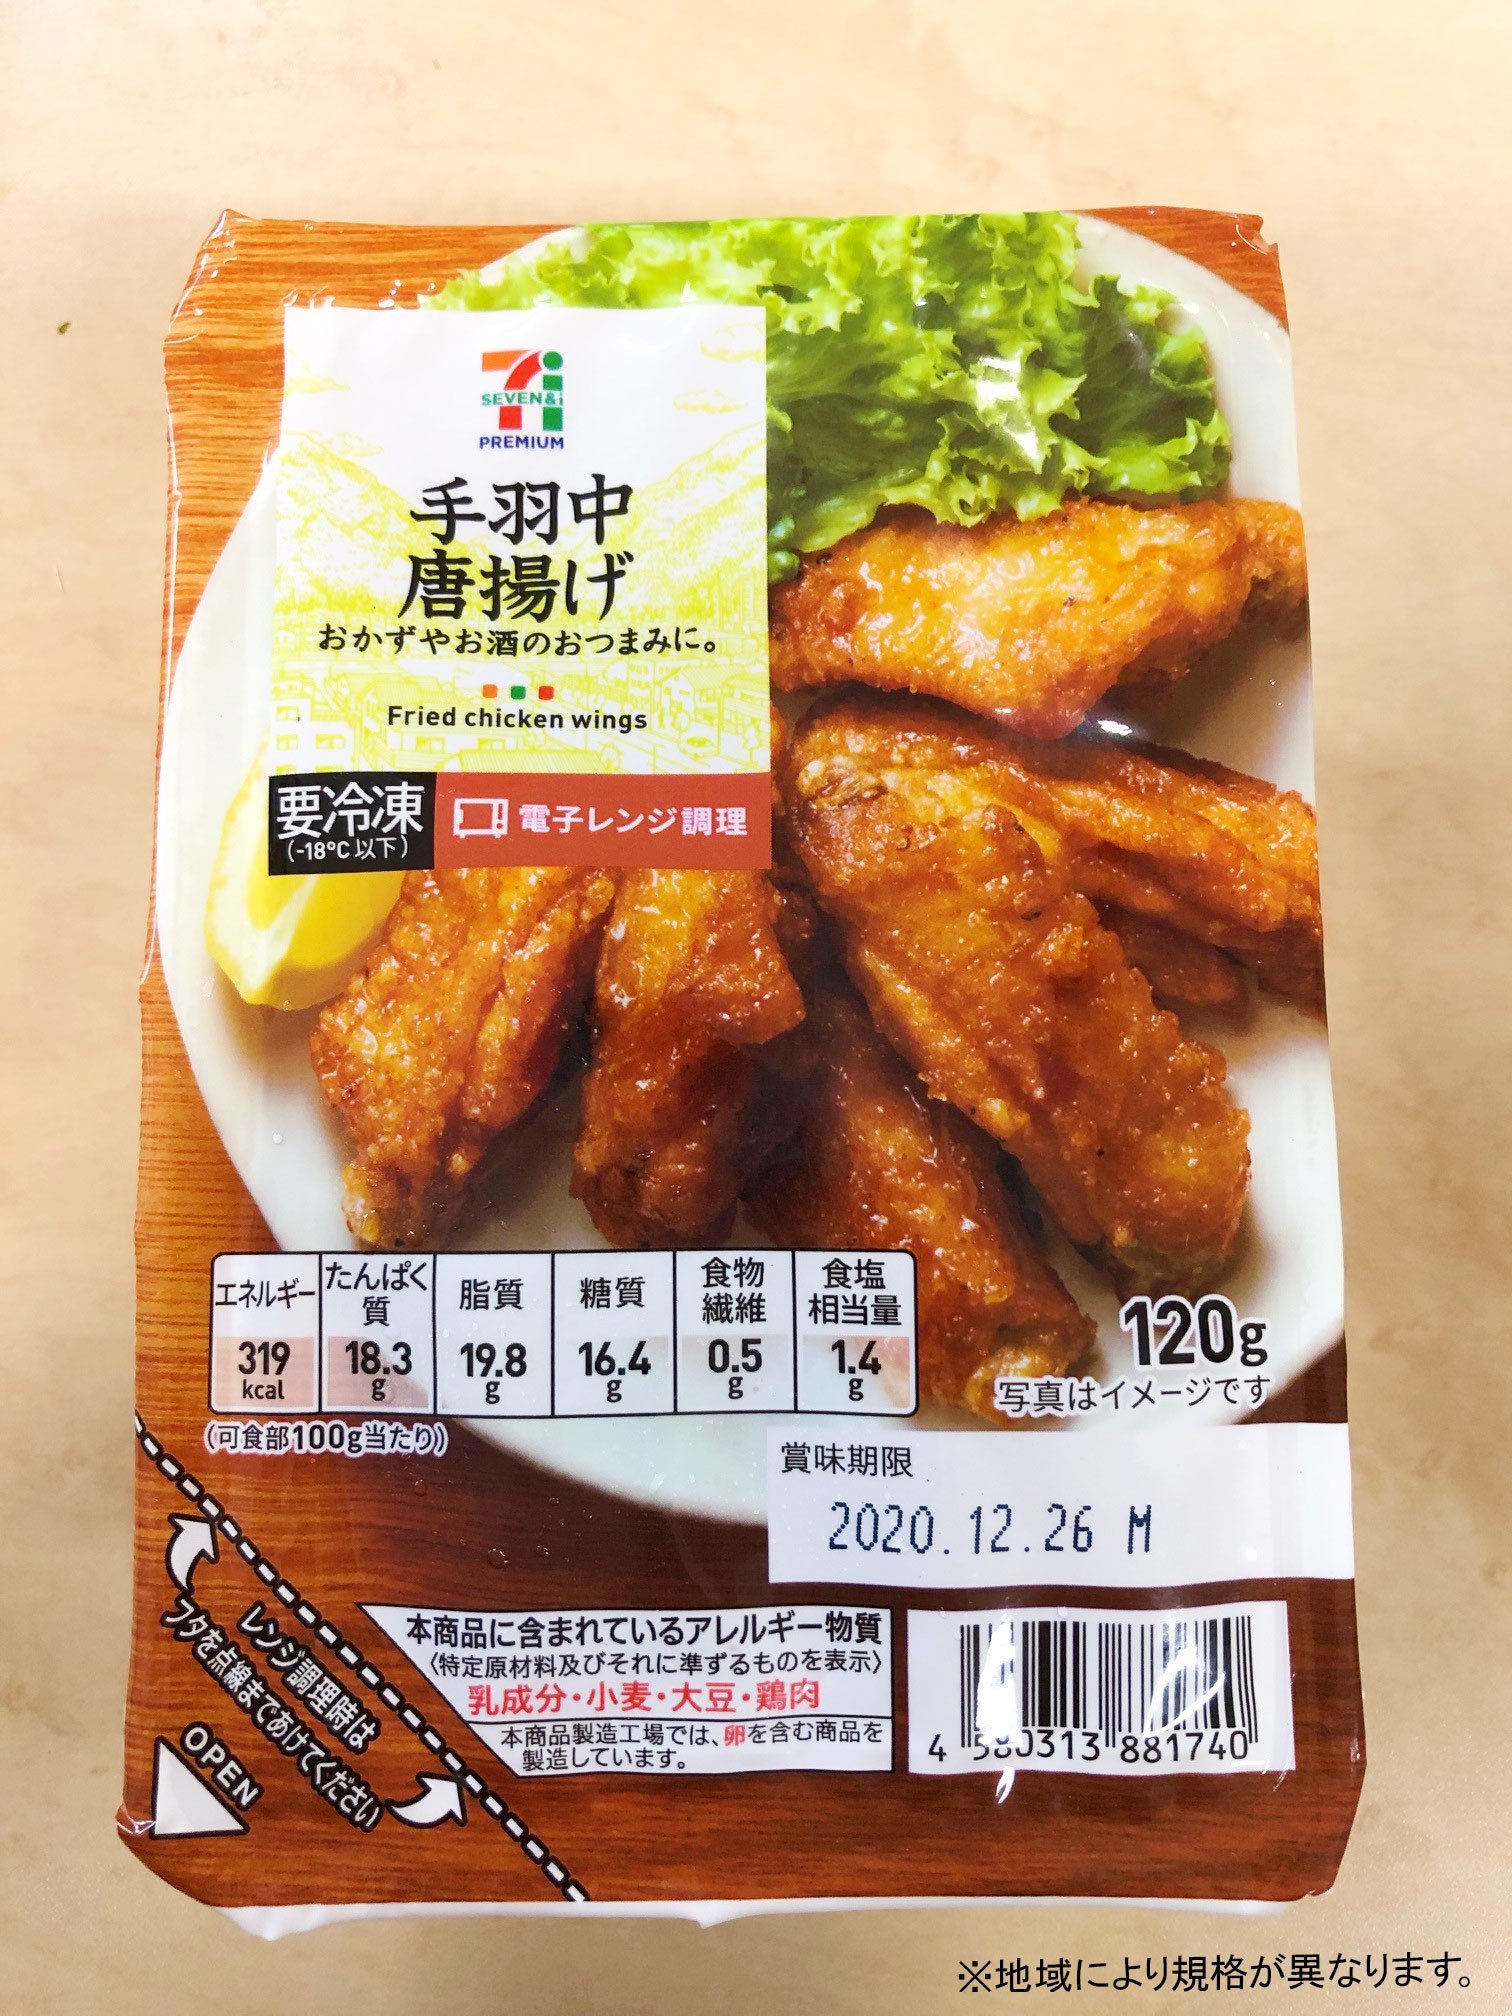 SEVEN&i
PREMIUM
手羽中
唐揚げ
おかずやお酒のおつまみに。
Fried chicken wings
要冷凍
(-18°C以下)
電子レンジ調理
エネルギー たんぱく質 脂質 糖質 食物繊維 食塩相当量
319kcal 18.3g 19.8g 16.4g 0.5g 1.4g
(可食部100g当たり)
120g
写真はイメージです
賞味期限
2020.12.26 M
レンジ調理時は
フタを点線まであけてください
OPEN
本商品に含まれているアレルギー物質
〈特定原材料及びそれに準ずるものを表示〉
乳成分・小麦・大豆・鶏肉
本商品製造工場では、卵を含む商品を
製造しています。
4 580313 881740
※地域により規格が異なります。